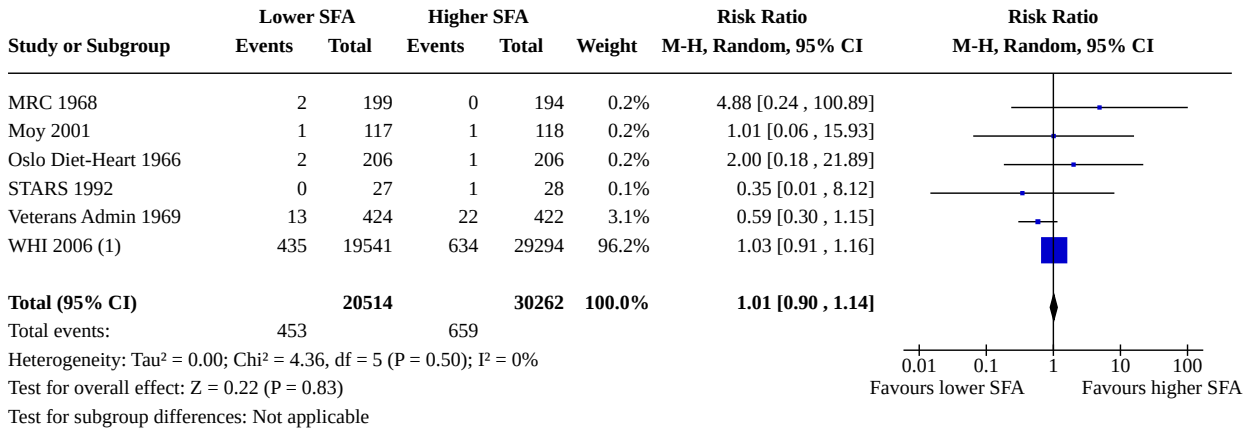 Lower SFA Higher SFA Risk Ratio Risk Ratio
Study or Subgroup Events Total Events Total Weight M-H, Random, 95% CI M-H, Random, 95% CI
MRC 1968 2 199 0 194 0.2% 4.88 [0.24 , 100.89]
Moy 2001 1 117 1 118 0.2% 1.01 [0.06 , 15.93]
Oslo Diet-Heart 1966 2 206 1 206 0.2% 2.00 [0.18 , 21.89]
STARS 1992 0 27 1 28 0.1% 0.35 [0.01 , 8.12]
Veterans Admin 1969 13 424 22 422 3.1% 0.59 [0.30 , 1.15]
WHI 2006 (1) 435 19541 634 29294 96.2% 1.03 [0.91 , 1.16]
Total (95% CI) 20514 30262 100.0% 1.01 [0.90 , 1.14]
Total events: 453 659
Heterogeneity: Tau² = 0.00; Chi² = 4.36, df = 5 (P = 0.50); I² = 0%
0.01 0.1 1 10 100
Test for overall effect: Z = 0.22 (P = 0.83)
Favours lower SFA Favours higher SFA
Test for subgroup differences: Not applicable